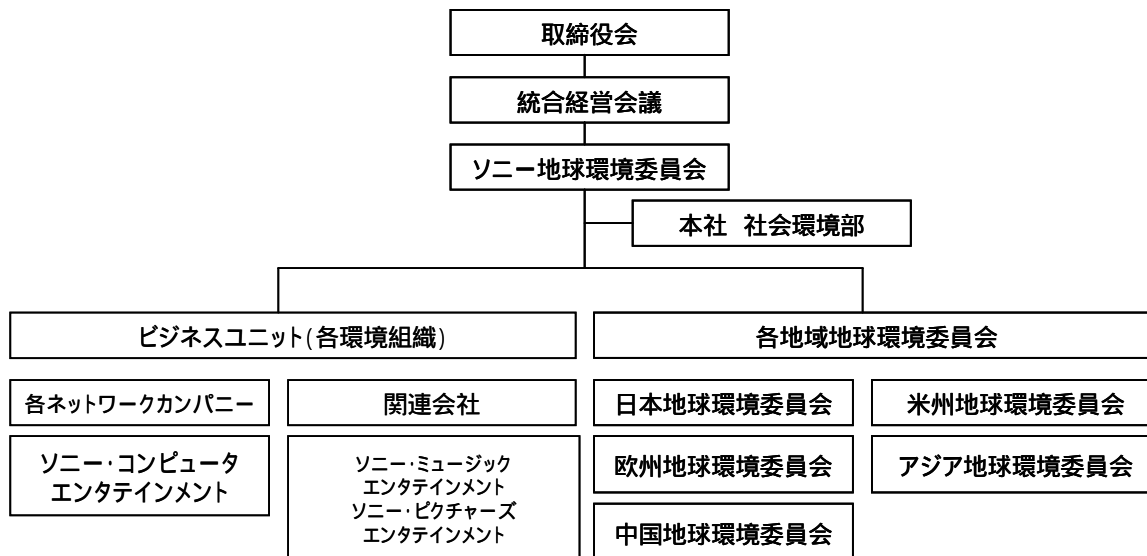 取締役会
統合経営会議
ソニー地球環境委員会
本社 社会環境部
ビジネスユニット(各環境組織)
各地域地球環境委員会
各ネットワークカンパニー
関連会社
日本地球環境委員会
米州地球環境委員会
ソニー・コンピュータ
エンタテインメント
ソニー・ミュージック
エンタテインメント
ソニー・ピクチャーズ
エンタテインメント
欧州地球環境委員会
アジア地球環境委員会
中国地球環境委員会